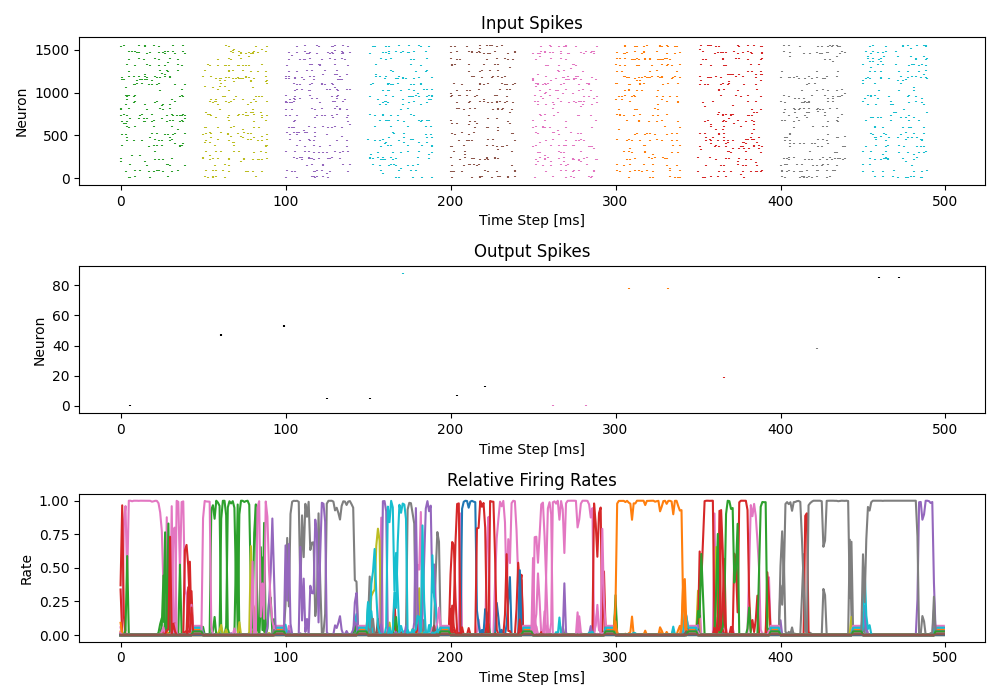 Input Spikes
1500
1000
500
0
Neuron
0 100 200 300 400 500
Time Step [ms]
Output Spikes
80
60
40
20
0
Neuron
0 100 200 300 400 500
Time Step [ms]
Relative Firing Rates
1.00
0.75
0.50
0.25
0.00
Rate
0 100 200 300 400 500
Time Step [ms]